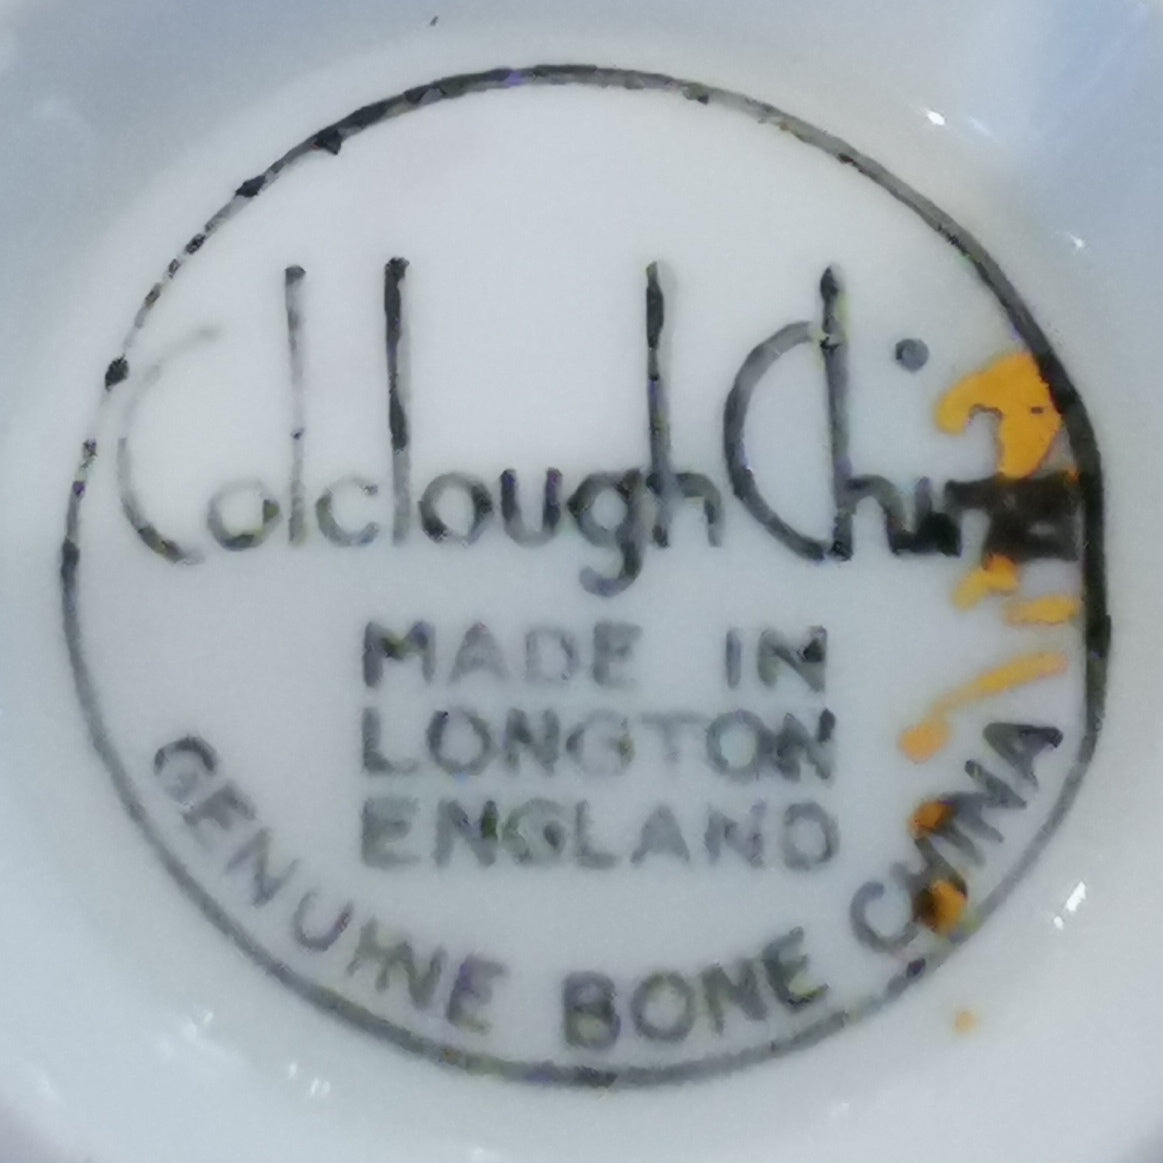 Colclough China
MADE IN
LONGTON
ENGLAND
GENUINE BONE CHINA